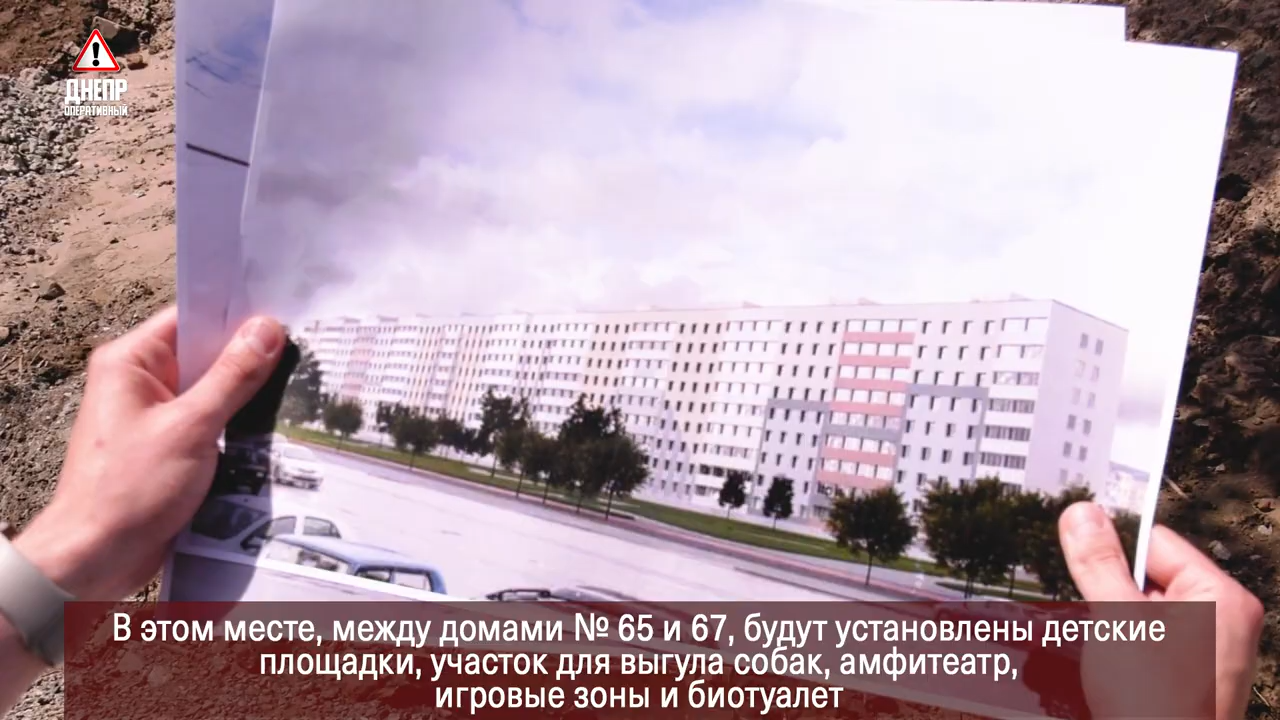 ДНЕПР
ОПЕРАТИВНЫЙ
В этом месте, между домами № 65 и 67, будут установлены детские
площадки, участок для выгула собак, амфитеатр,
игровые зоны и биотуалет